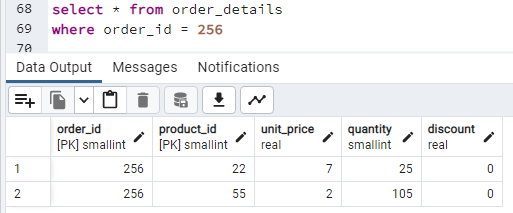 68 select * from order_details
69 where order_id = 256
70
Data Output Messages Notifications
order_id product_id unit_price quantity discount
[PK] smallint [PK] smallint real smallint real
1 256 22 7 25 0
2 256 55 2 105 0